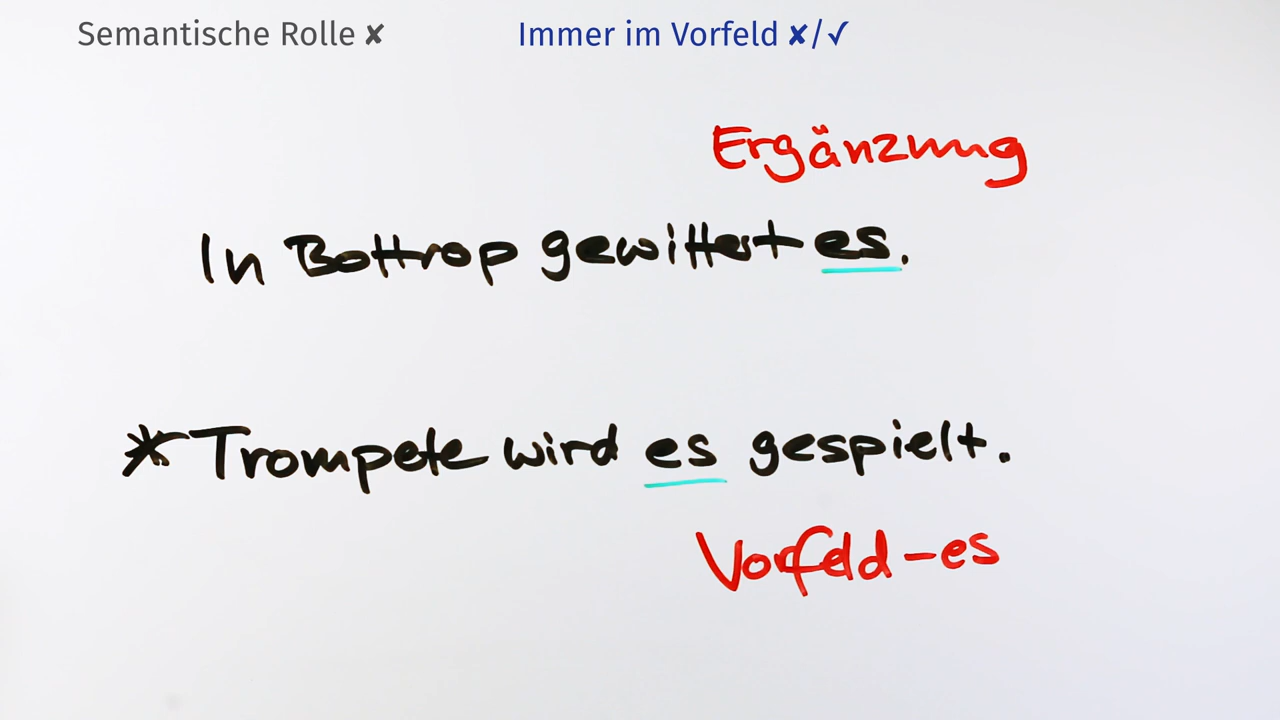 Semantische Rolle ✘ Immer im Vorfeld ✘/✓
Ergänzung
In Bottrop gewittert es.
*Trompete wird es gespielt.
Vorfeld-es